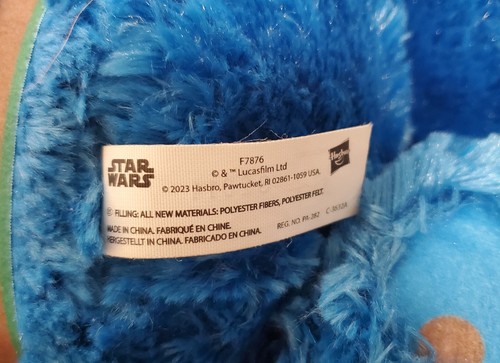 STAR
WARS
F7876
© & ™ Lucasfilm Ltd
© 2023 Hasbro, Pawtucket, RI 02861-1059 USA.
Hasbro
FILLING: ALL NEW MATERIALS: POLYESTER FIBERS, POLYESTER FELT.
MADE IN CHINA. FABRIQUÉ EN CHINE.
HERGESTELLT IN CHINA. FABRICADO EN CHINA.
REG. NO. PA-282